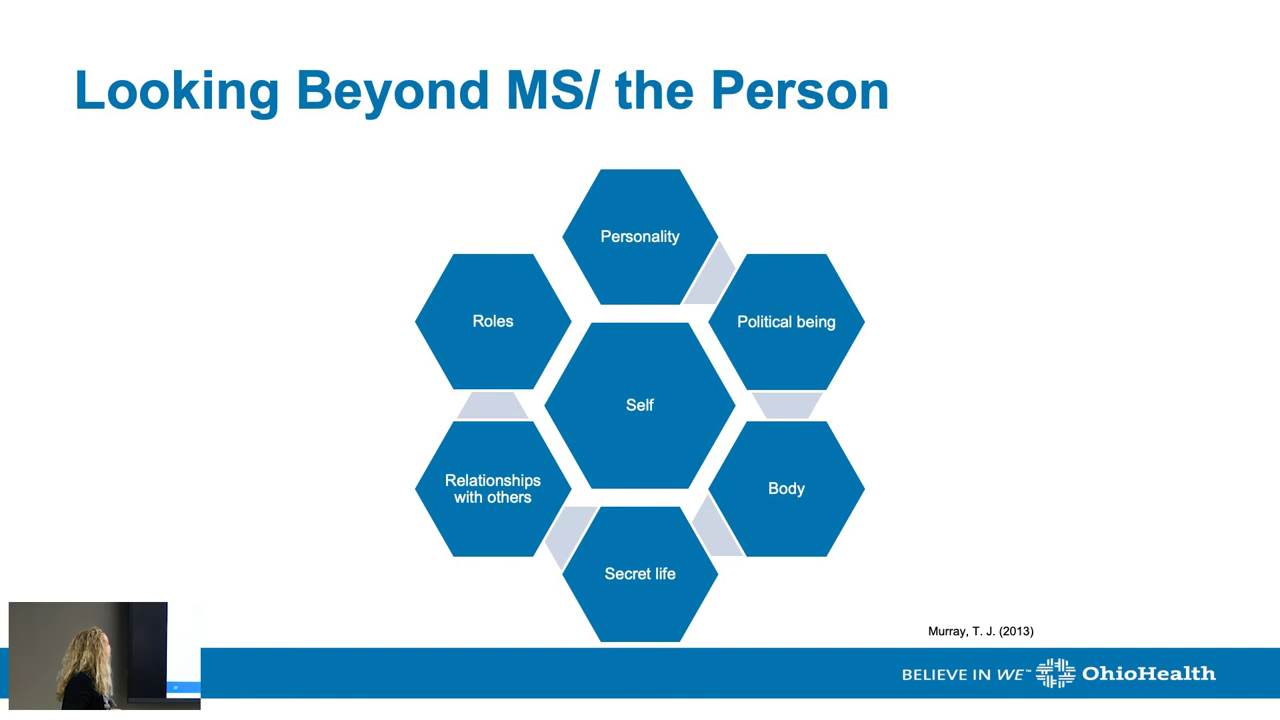 Looking Beyond MS/ the Person
Personality
Political being
Body
Secret life
Relationships
with others
Roles
Self
Murray, T. J. (2013)
BELIEVE IN WE℠ OhioHealth